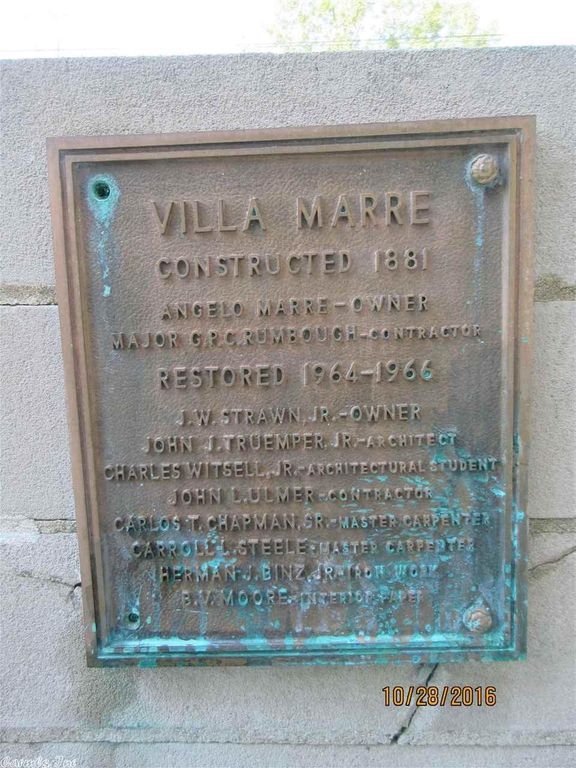 VILLA MARRE
CONSTRUCTED 1881
ANGELO MARRE-OWNER
MAJOR G.R.C. RUMBOUGH-CONTRACTOR
RESTORED 1964-1966
J.W. STRAWN, JR.-OWNER
JOHN J. TRUEMPER, JR.-ARCHITECT
CHARLES WITSELL, JR.-ARCHITECTURAL STUDENT
JOHN L. ULMER-CONTRACTOR
CARLOS T. CHAPMAN, SR.-MASTER CARPENTER
CARROLL L. STEELE-MASTER CARPENTER
HERMAN J. BINZ, JR.-IRON WORK
B.V. MOORE-INTERIOR
10/28/2016